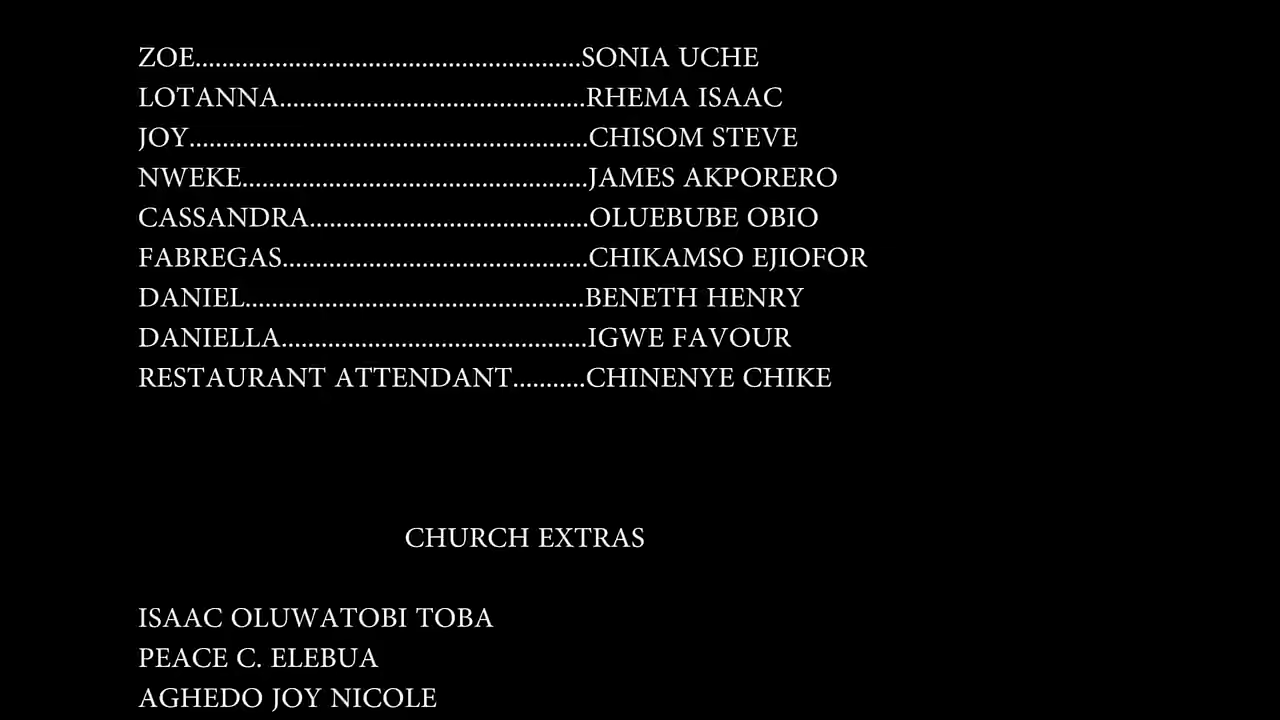 ZOE..........................................................SONIA UCHE
LOTANNA..............................................RHEMA ISAAC
JOY............................................................CHISOM STEVE
NWEKE....................................................JAMES AKPORERO
CASSANDRA..........................................OLUEBUBE OBIO
FABREGAS..............................................CHIKAMSO EJIOFOR
DANIEL...................................................BENETH HENRY
DANIELLA..............................................IGWE FAVOUR
RESTAURANT ATTENDANT...........CHINENYE CHIKE
CHURCH EXTRAS
ISAAC OLUWATOBI TOBA
PEACE C. ELEBUA
AGHEDO JOY NICOLE